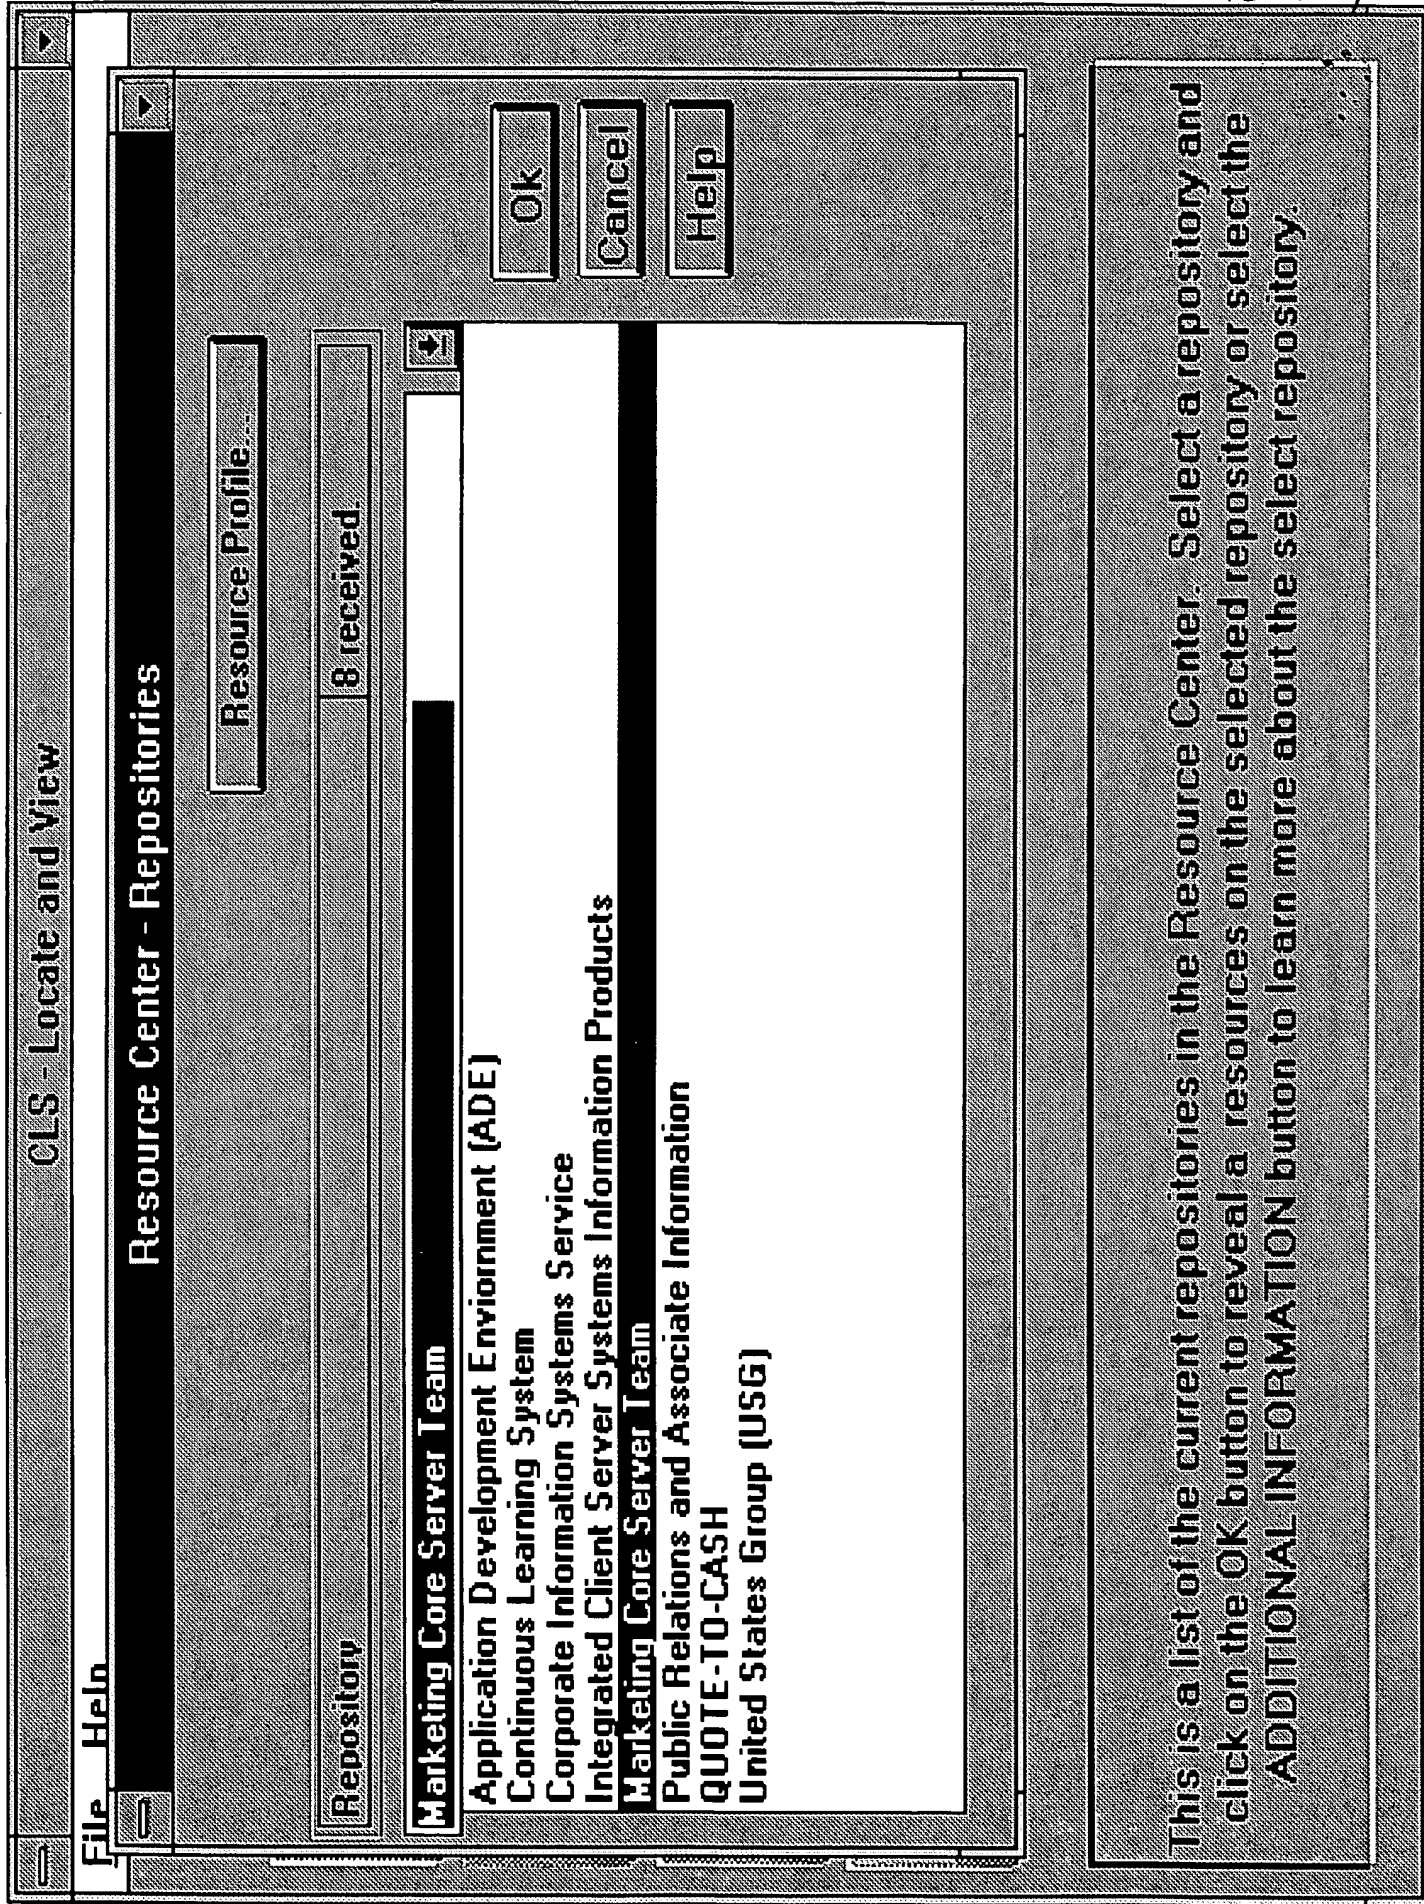 CLS - Locate and View
File Help
Resource Center - Repositories
Resource Profile...
Repository
8 received.
Marketing Core Server Team
Application Development Enviornment (ADE)
Continuous Learning System
Corporate Information Systems Service
Integrated Client Server Systems Information Products
Marketing Core Server Team
Public Relations and Associate Information
QUOTE-TO-CASH
United States Group (USG)
Ok
Cancel
Help
This is a list of the current repositories in the Resource Center. Select a repository and
click on the OK button to reveal a resources on the selected repository or select the
ADDITIONAL INFORMATION button to learn more about the select repository.